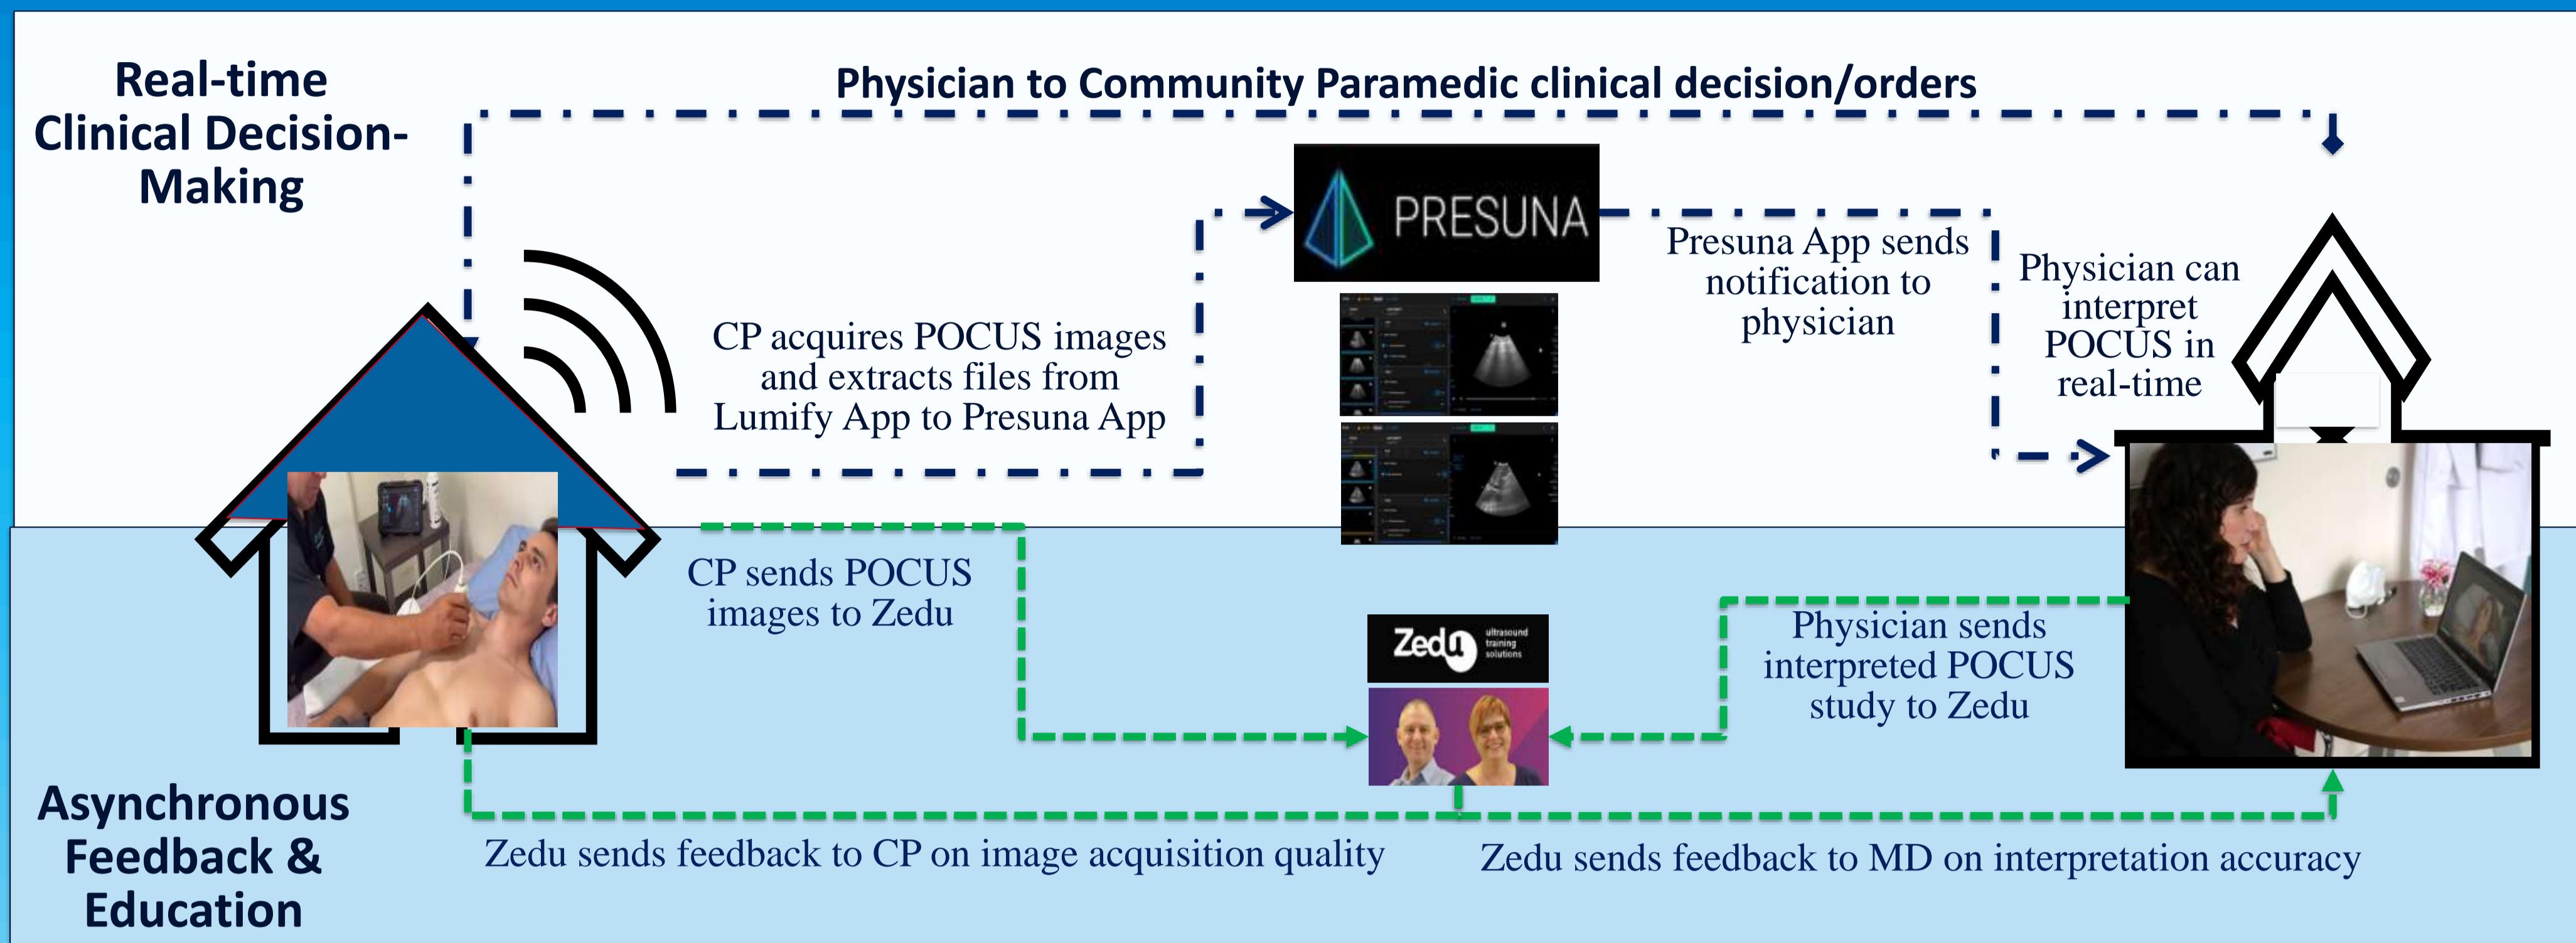 Real-time
Clinical Decision-
Making
Physician to Community Paramedic clinical decision/orders
PRESUNA
CP acquires POCUS images
and extracts files from
Lumify App to Presuna App
Presuna App sends
notification to
physician
Physician can
interpret
POCUS in
real-time
CP sends POCUS
images to Zedu
Zedu
ultrasound
training
solutions
Physician sends
interpreted POCUS
study to Zedu
Asynchronous
Feedback &
Education
Zedu sends feedback to CP on image acquisition quality
Zedu sends feedback to MD on interpretation accuracy